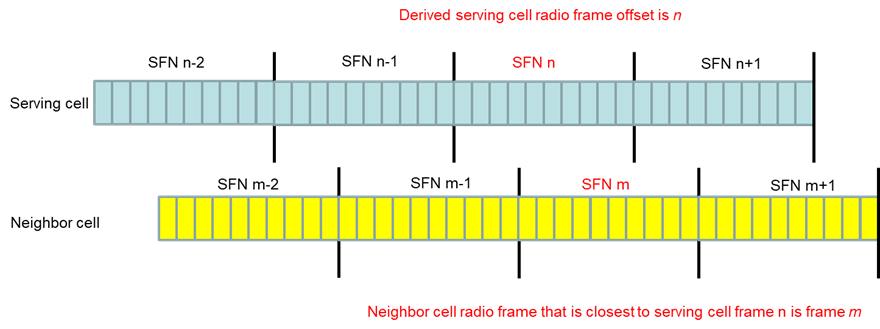 Derived serving cell radio frame offset is n
SFN n-2 SFN n-1 SFN n SFN n+1
Serving cell
SFN m-2 SFN m-1 SFN m SFN m+1
Neighbor cell
Neighbor cell radio frame that is closest to serving cell frame n is frame m